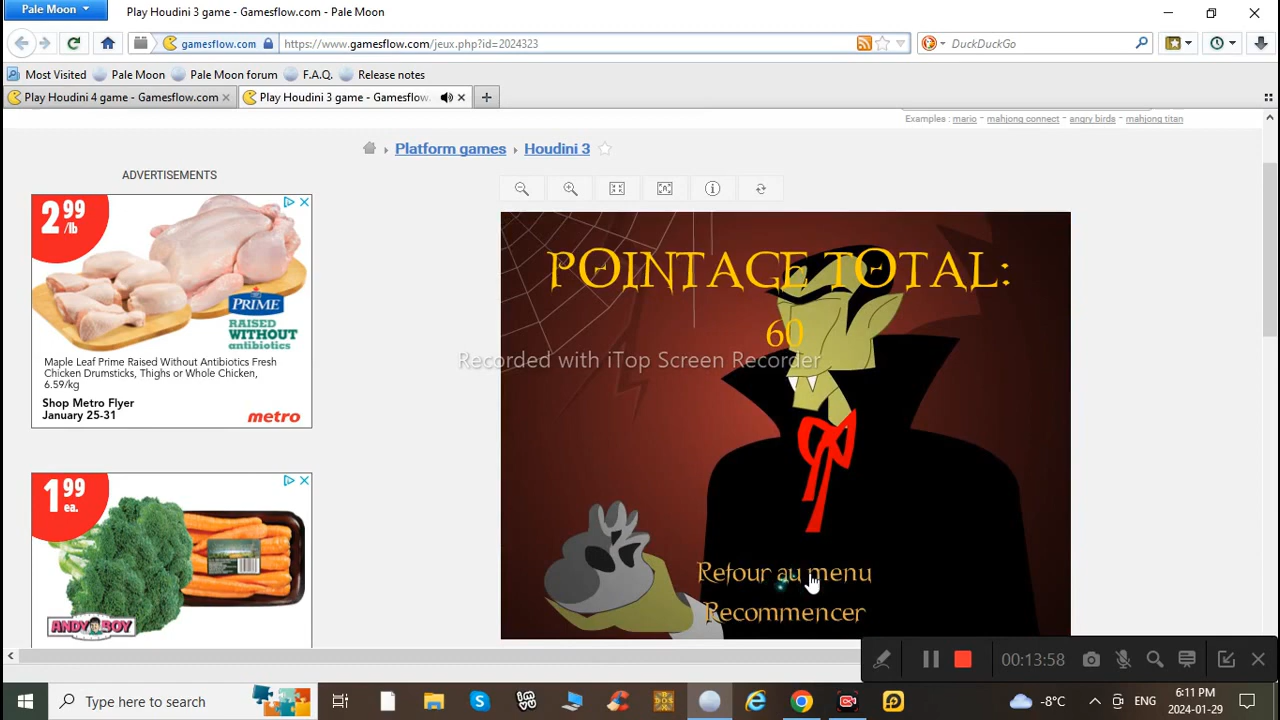 Pale Moon
Play Houdini 3 game - Gamesflow.com - Pale Moon
gamesflow.com
https://www.gamesflow.com/jeux.php?id=2024323
DuckDuckGo
Most Visited Pale Moon Pale Moon forum F.A.Q. Release notes
Play Houdini 4 game - Gamesflow.com
Play Houdini 3 game - Gamesflow.
Examples : mario - mahjong connect - angry birds - mahjong titan
Platform games Houdini 3
ADVERTISEMENTS
2.99
/lb
PRIME
RAISED
WITHOUT
antibiotics
Maple Leaf Prime Raised Without Antibiotics Fresh
Chicken Drumsticks, Thighs or Whole Chicken,
6.59/kg
Shop Metro Flyer
January 25-31
metro
1.99
ea.
ANDY BOY
POINTAGE TOTAL:
60
Recorded with iTop Screen Recorder
Retour au menu
Recommencer
00:13:58
Type here to search
-8°C
ENG
6:11 PM
2024-01-29